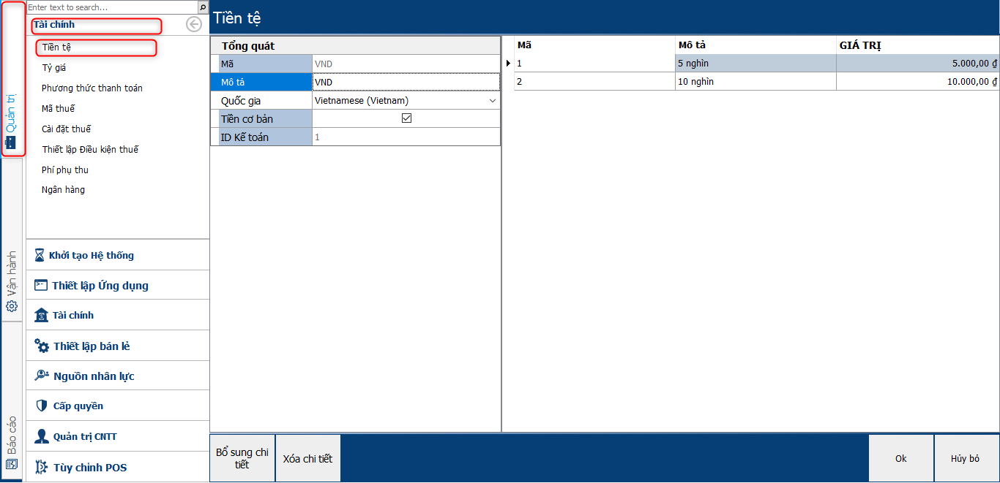 Enter text to search...
Tài chính
Tiền tệ
Tỷ giá
Phương thức thanh toán
Mã thuế
Cài đặt thuế
Thiết lập Điều kiện thuế
Phí phụ thu
Ngân hàng
Khởi tạo Hệ thống
Thiết lập Ứng dụng
Tài chính
Thiết lập bán lẻ
Nguồn nhân lực
Cấp quyền
Quản trị CNTT
Tùy chỉnh POS
Quản trị
Vận hành
Báo cáo
Tiền tệ
Tổng quát
Mã VND
Mô tả VND
Quốc gia Vietnamese (Vietnam)
Tiền cơ bản
ID Kế toán 1
Mã Mô tả GIÁ TRỊ
1 5 nghìn 5.000,00 ₫
2 10 nghìn 10.000,00 ₫
Bổ sung chi
tiết
Xóa chi tiết
Ok
Hủy bỏ